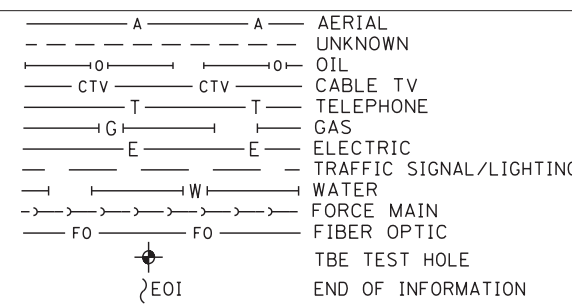 A A AERIAL
UNKNOWN
O O OIL
CTV CTV CABLE TV
T T TELEPHONE
G GAS
E E ELECTRIC
TRAFFIC SIGNAL/LIGHTING
W WATER
FORCE MAIN
FO FO FIBER OPTIC
TBE TEST HOLE
EOI END OF INFORMATION